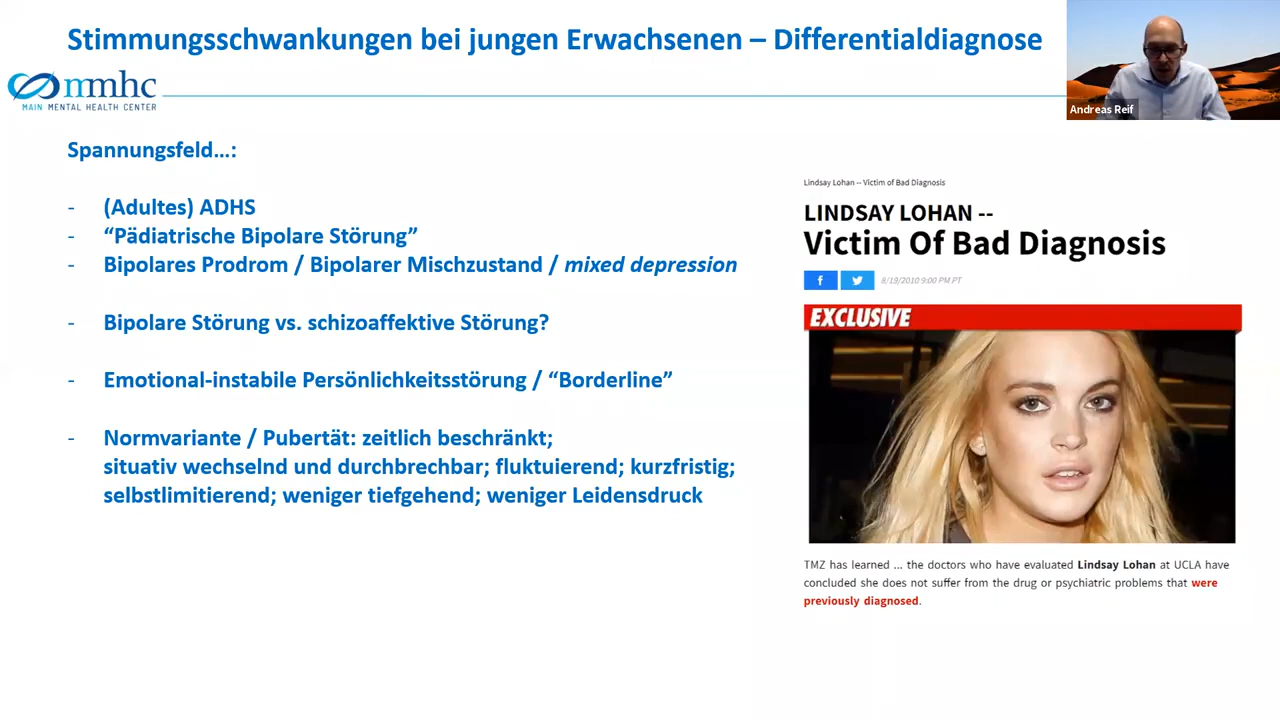 Stimmungsschwankungen bei jungen Erwachsenen – Differentialdiagnose
mmhc
MAIN MENTAL HEALTH CENTER
Andreas Reif
Spannungsfeld…:
- (Adultes) ADHS
- “Pädiatrische Bipolare Störung”
- Bipolares Prodrom / Bipolarer Mischzustand / mixed depression
- Bipolare Störung vs. schizoaffektive Störung?
- Emotional-instabile Persönlichkeitsstörung / “Borderline”
- Normvariante / Pubertät: zeitlich beschränkt;
situativ wechselnd und durchbrechbar; fluktuierend; kurzfristig;
selbstlimitierend; weniger tiefgehend; weniger Leidensdruck
Lindsay Lohan -- Victim of Bad Diagnosis
LINDSAY LOHAN --
Victim Of Bad Diagnosis
8/19/2010 9:00 PM PT
EXCLUSIVE
TMZ has learned ... the doctors who have evaluated Lindsay Lohan at UCLA have
concluded she does not suffer from the drug or psychiatric problems that were
previously diagnosed.